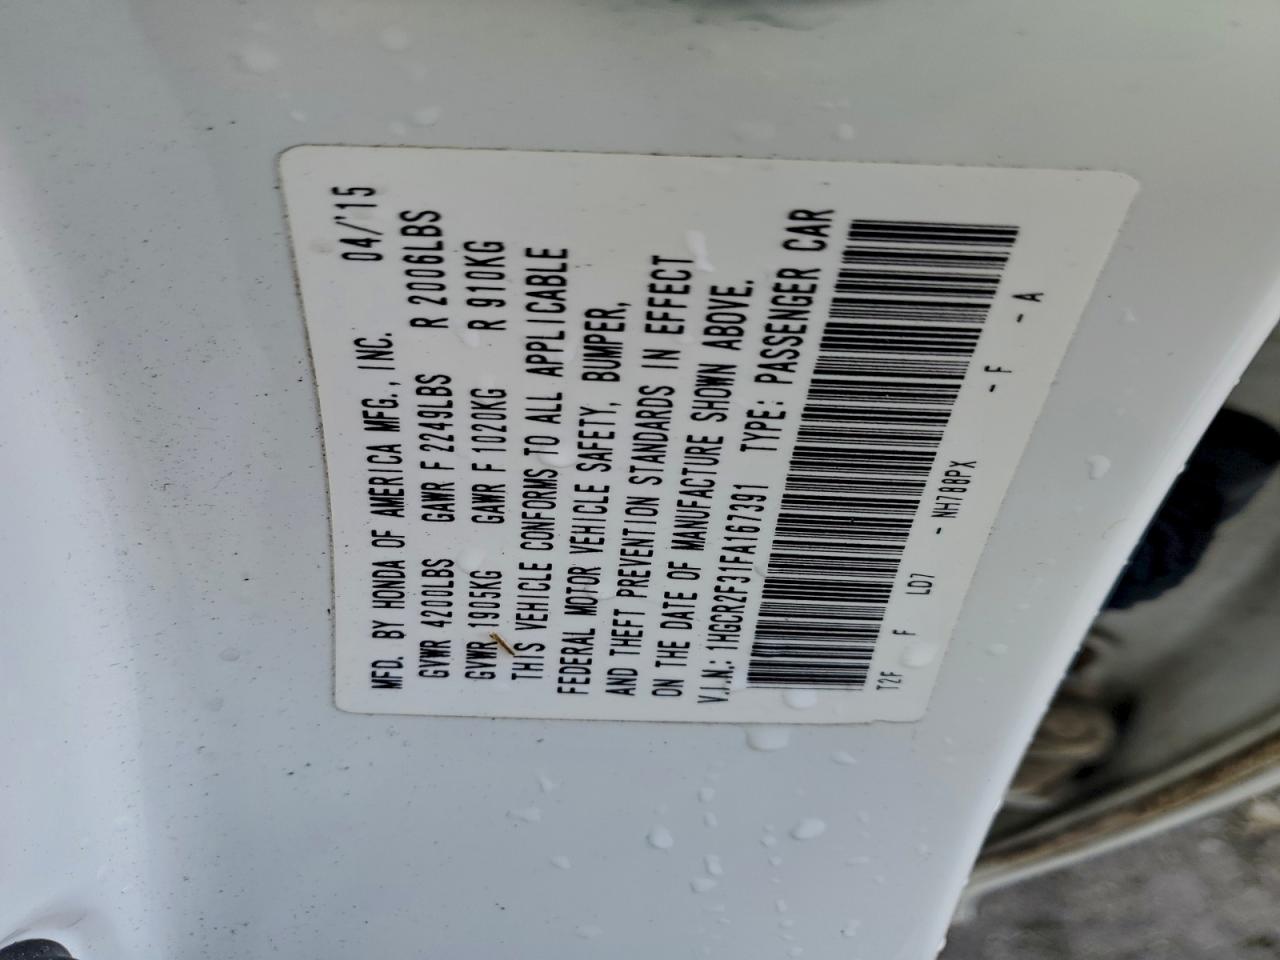 MFD. BY HONDA OF AMERICA MFG., INC. 04/'15
GVWR 4200LBS GAWR F 2249LBS R 2006LBS
GVWR 1905KG GAWR F 1020KG R 910KG
THIS VEHICLE CONFORMS TO ALL APPLICABLE
FEDERAL MOTOR VEHICLE SAFETY, BUMPER,
AND THEFT PREVENTION STANDARDS IN EFFECT
ON THE DATE OF MANUFACTURE SHOWN ABOVE.
V.I.N.: 1HGCR2F31FA167391 TYPE: PASSENGER CAR
T2F F LD7 - NH788PX - F - A